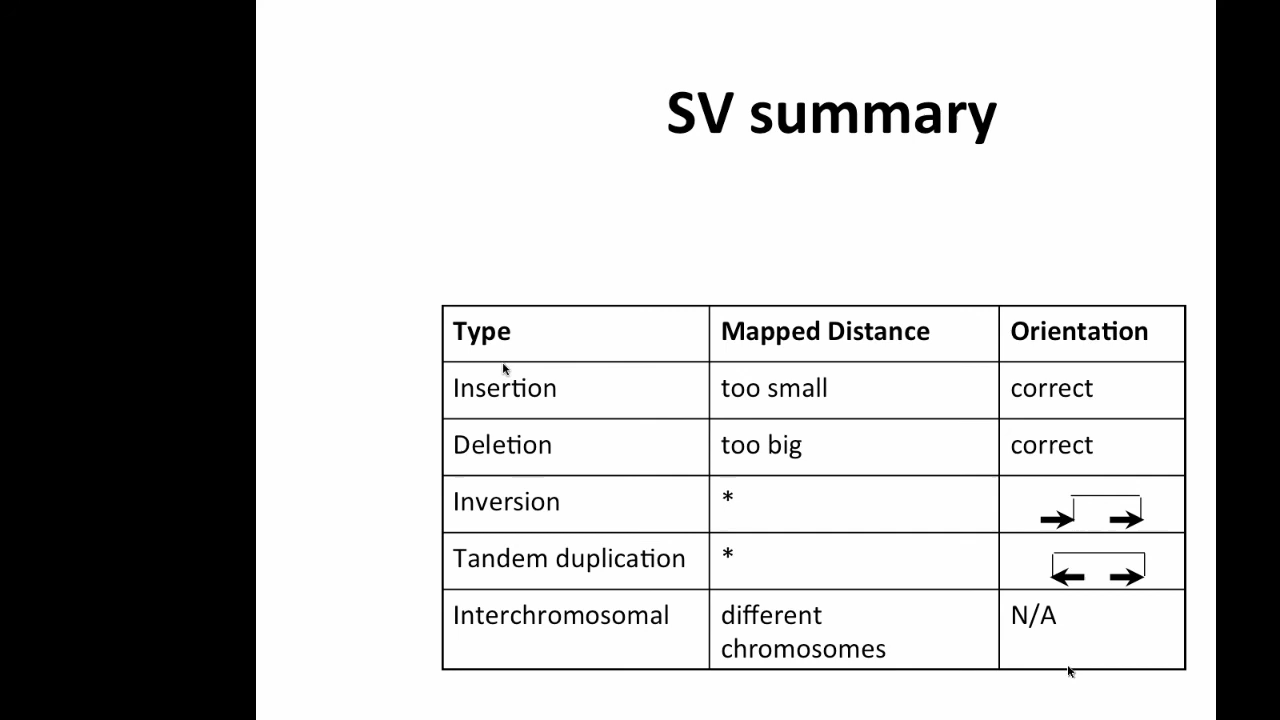 SV summary
Type Mapped Distance Orientation
Insertion too small correct
Deletion too big correct
Inversion *
Tandem duplication *
Interchromosomal different N/A
chromosomes